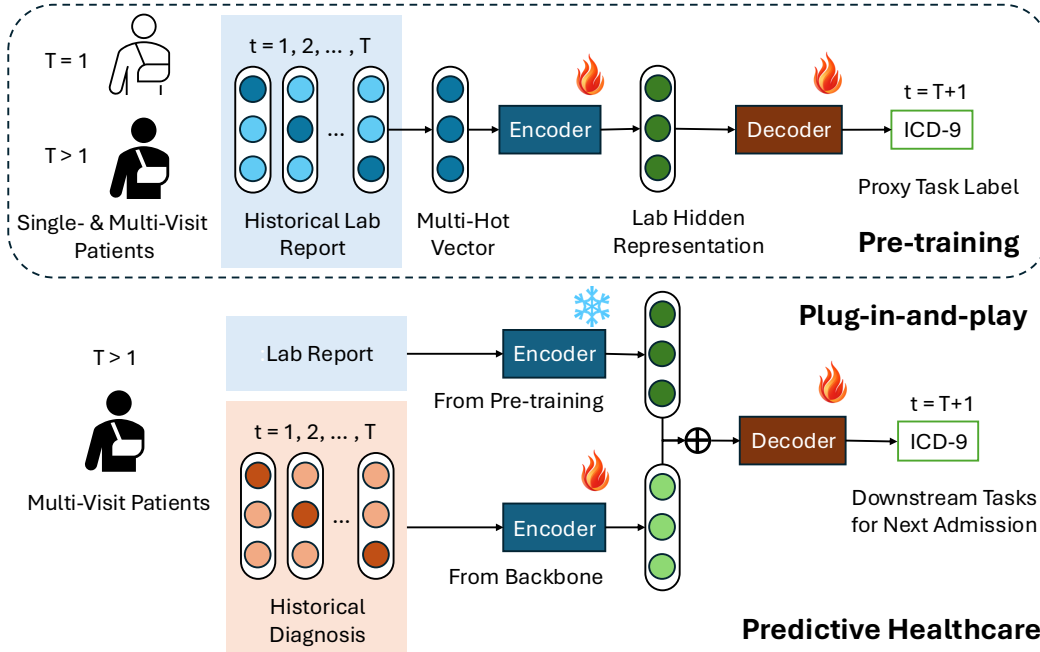 T = 1
T > 1
Single- & Multi-Visit
Patients
t = 1, 2, ... , T
...
Historical Lab
Report
Multi-Hot
Vector
Encoder
Lab Hidden
Representation
Decoder
t = T+1
ICD-9
Proxy Task Label
Pre-training
Plug-in-and-play
T > 1
Multi-Visit Patients
:Lab Report
Encoder
From Pre-training
t = 1, 2, ... , T
...
Historical
Diagnosis
Encoder
From Backbone
Decoder
t = T+1
ICD-9
Downstream Tasks
for Next Admission
Predictive Healthcare